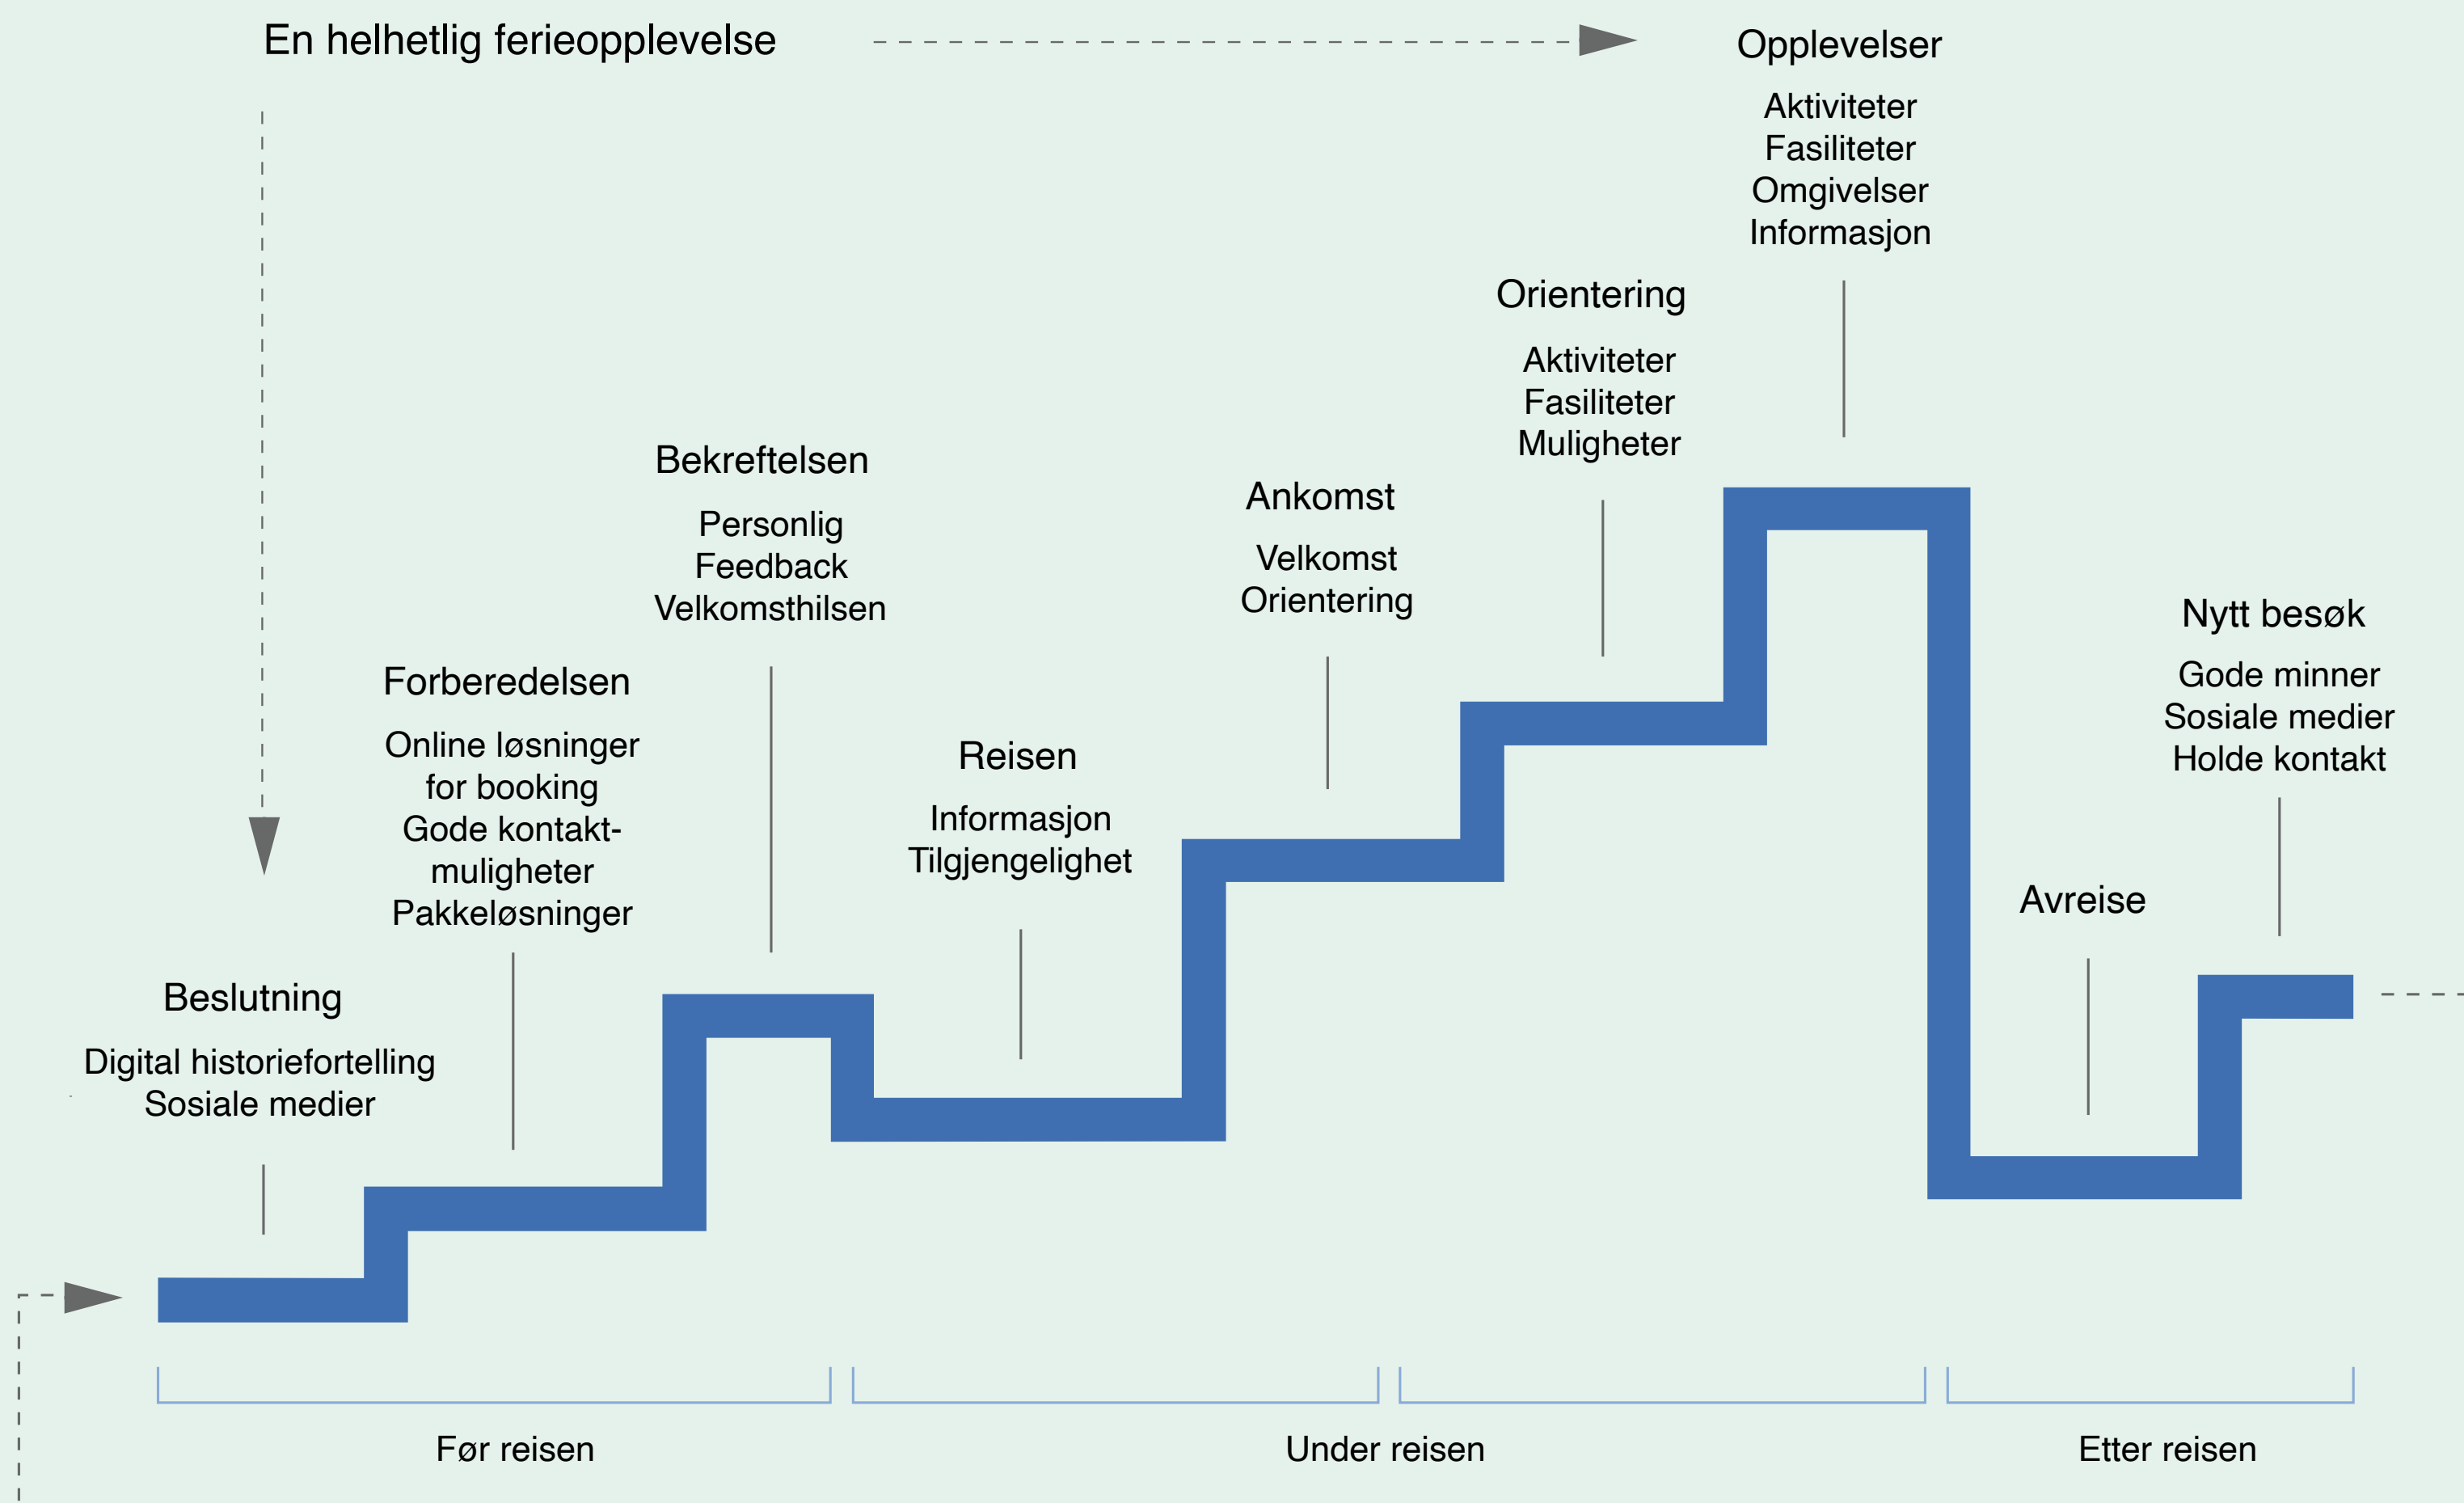 En helhetlig ferieopplevelse
Beslutning
Digital historiefortelling
Sosiale medier
Forberedelsen
Online løsninger
for booking
Gode kontakt-
muligheter
Pakkeløsninger
Bekreftelsen
Personlig
Feedback
Velkomsthilsen
Reisen
Informasjon
Tilgjengelighet
Ankomst
Velkomst
Orientering
Orientering
Aktiviteter
Fasiliteter
Muligheter
Opplevelser
Aktiviteter
Fasiliteter
Omgivelser
Informasjon
Avreise
Nytt besøk
Gode minner
Sosiale medier
Holde kontakt
Før reisen
Under reisen
Etter reisen